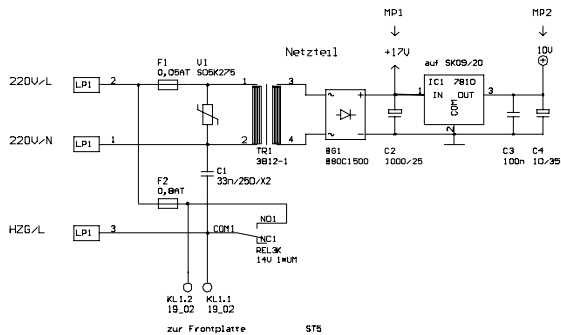 MP1 MP2
Netzteil +17V auf SK09/20 10V
F1 V1
0,05AT S05K275
220V/L LP1 2 1 3
IC1 7810
1 IN OUT 3
COM
2
220V/N LP1 1 2 4
TR1 BG1 C2 C3 C4
3B12-1 B80C1500 1000/25 100n 10/35
C1
33n/250/X2
F2
0,8AT
NO1
HZG/L LP1 3 COM1
NC1
REL3K
14V 1*UM
KL1.2 KL1.1
19_02 19_02
zur Frontplatte ST5